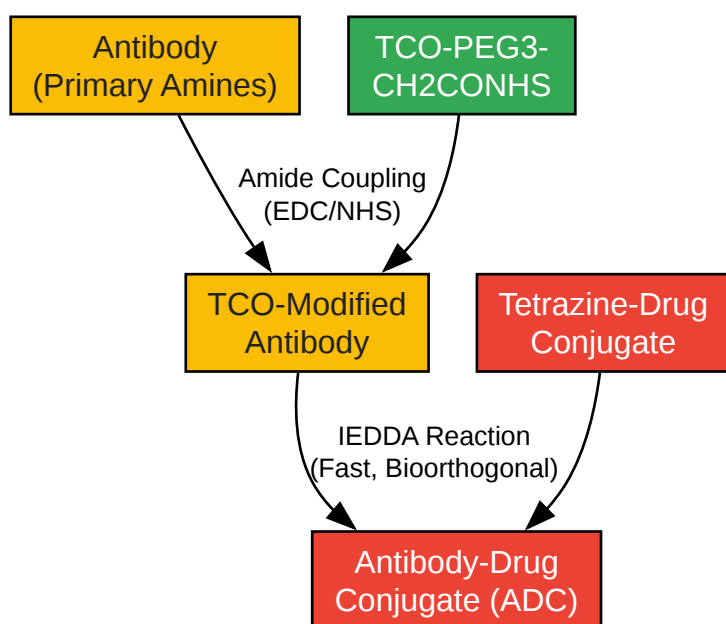 Antibody
(Primary Amines)
TCO-PEG3-
CH2CONHS
Amide Coupling
(EDC/NHS)
TCO-Modified
Antibody
Tetrazine-Drug
Conjugate
IEDDA Reaction
(Fast, Bioorthogonal)
Antibody-Drug
Conjugate (ADC)